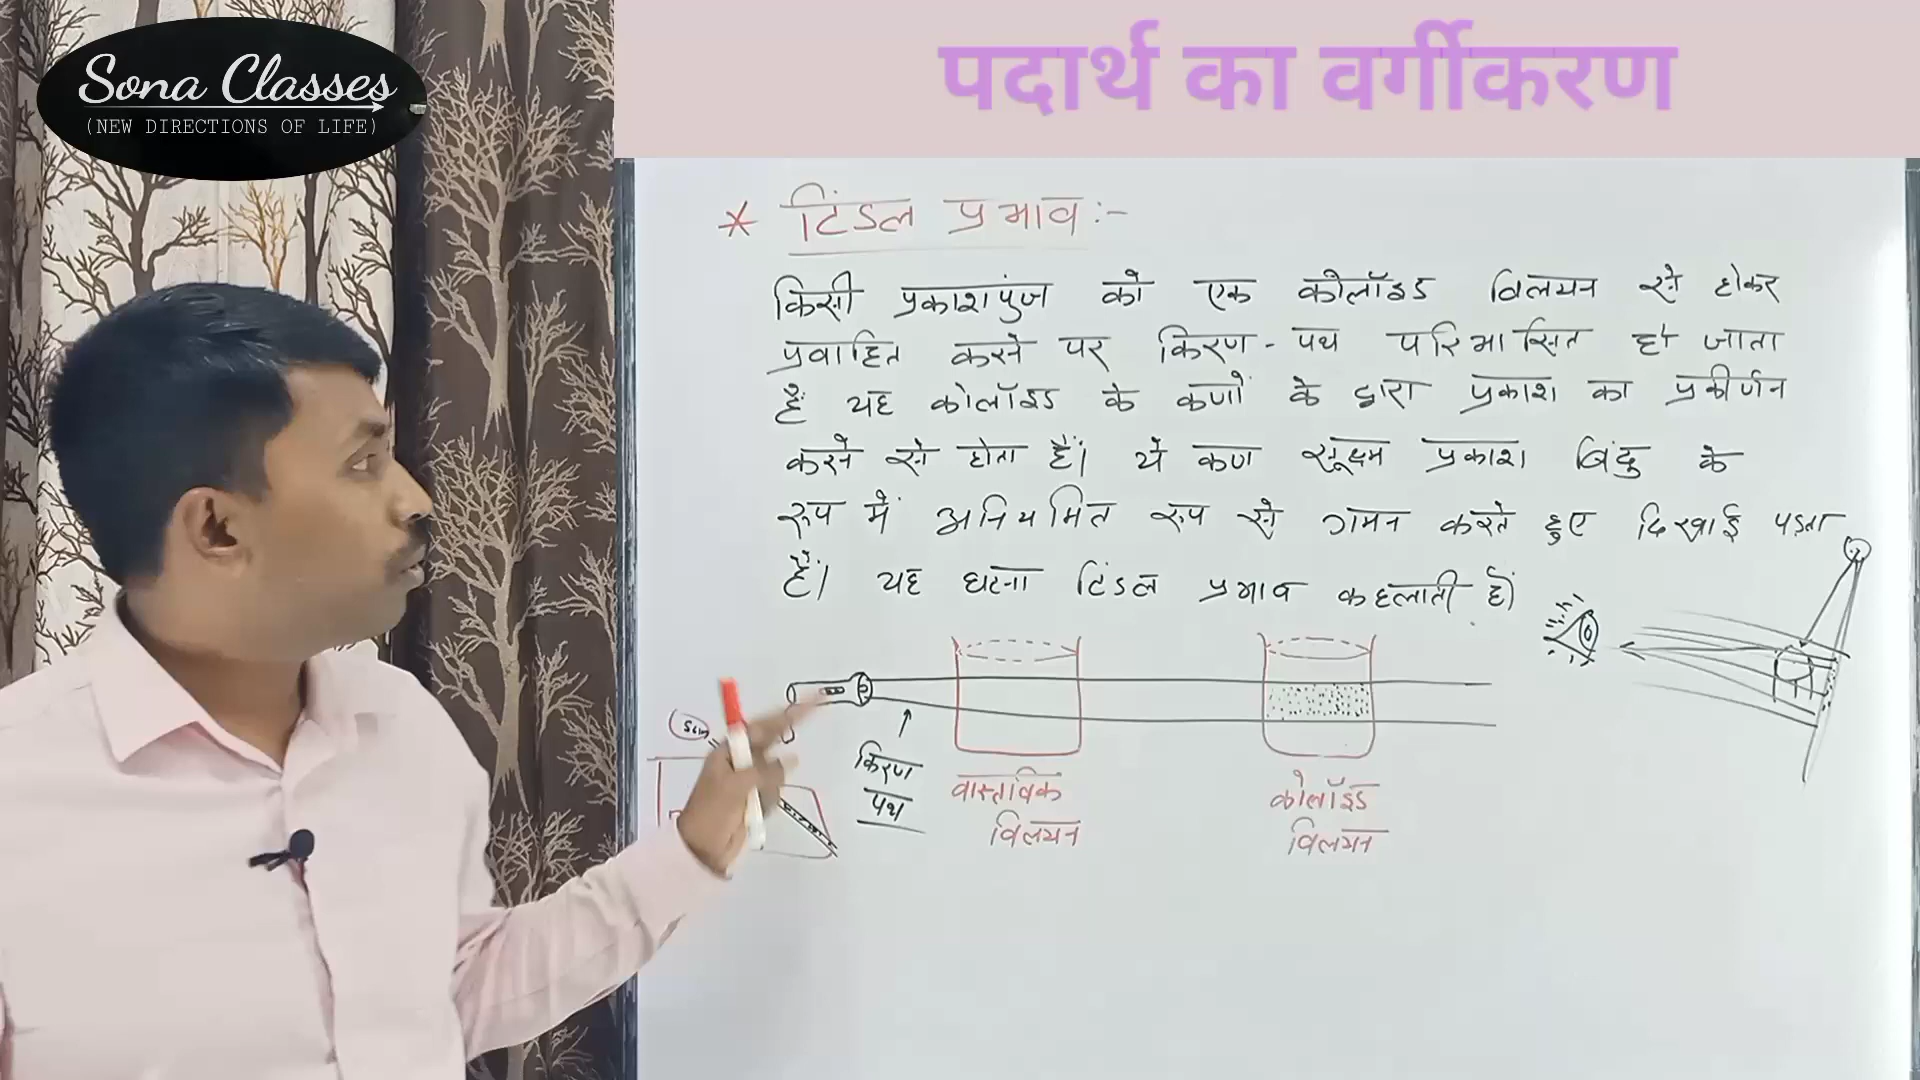 Sona Classes
(NEW DIRECTIONS OF LIFE)
पदार्थ का वर्गीकरण
* टिंडल प्रभाव :-
किसी प्रकाशपुंज को एक कोलॉइड विलयन से होकर
प्रवाहित करने पर किरण - पथ परिभासित हो जाता
है यह कोलॉइड के कणों के द्वारा प्रकाश का प्रकीर्णन
करने से होता हैं। ये कण सूक्ष्म प्रकाश बिंदु के
रूप में अनियमित रूप से गमन करते हुए दिखाई पड़ता
हैं। यह घटना टिंडल प्रभाव कहलाती है।
Sun
किरण
पथ
वास्तविक
विलयन
कोलॉइड
विलयन